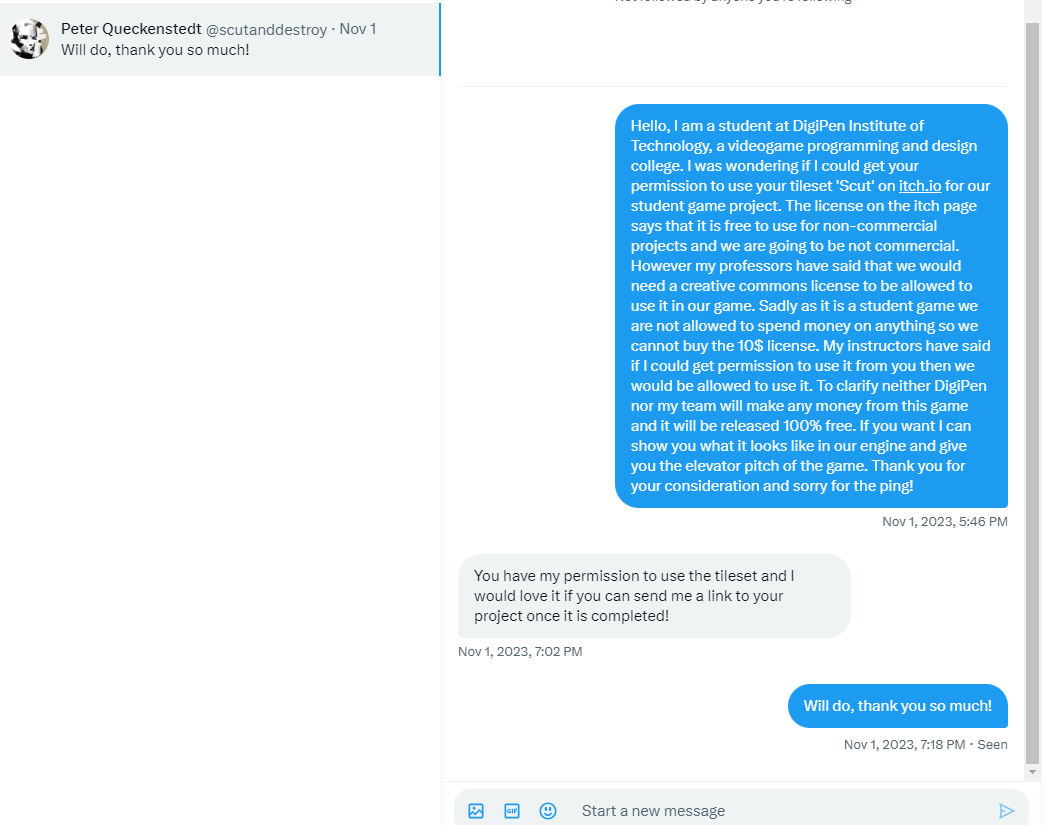 Peter Queckenstedt @scutanddestroy · Nov 1
Will do, thank you so much!
Not followed by anyone you're following
Hello, I am a student at DigiPen Institute of
Technology, a videogame programming and design
college. I was wondering if I could get your
permission to use your tileset 'Scut' on itch.io for our
student game project. The license on the itch page
says that it is free to use for non-commercial
projects and we are going to be not commercial.
However my professors have said that we would
need a creative commons license to be allowed to
use it in our game. Sadly as it is a student game we
are not allowed to spend money on anything so we
cannot buy the 10$ license. My instructors have said
if I could get permission to use it from you then we
would be allowed to use it. To clarify neither DigiPen
nor my team will make any money from this game
and it will be released 100% free. If you want I can
show you what it looks like in our engine and give
you the elevator pitch of the game. Thank you for
your consideration and sorry for the ping!
Nov 1, 2023, 5:46 PM
You have my permission to use the tileset and I
would love it if you can send me a link to your
project once it is completed!
Nov 1, 2023, 7:02 PM
Will do, thank you so much!
Nov 1, 2023, 7:18 PM · Seen
GIF
Start a new message